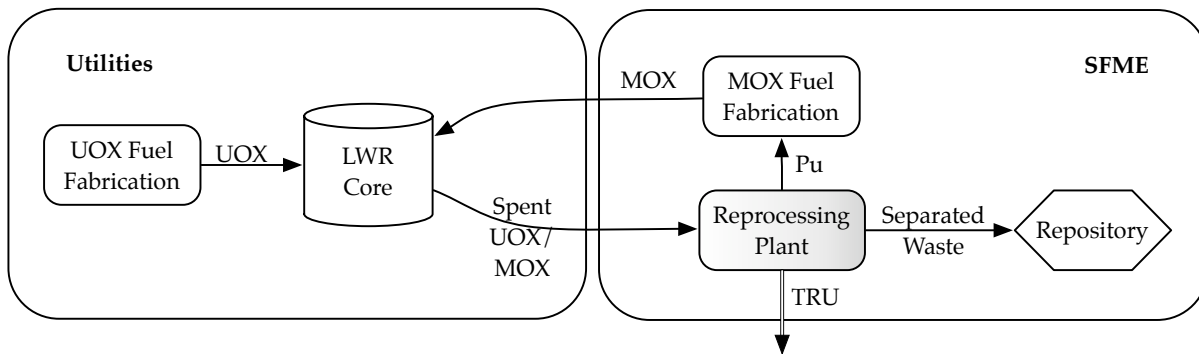 Utilities
UOX Fuel
Fabrication
UOX
LWR
Core
Spent
UOX/
MOX
SFME
MOX
MOX Fuel
Fabrication
Pu
Reprocessing
Plant
Separated
Waste
Repository
TRU